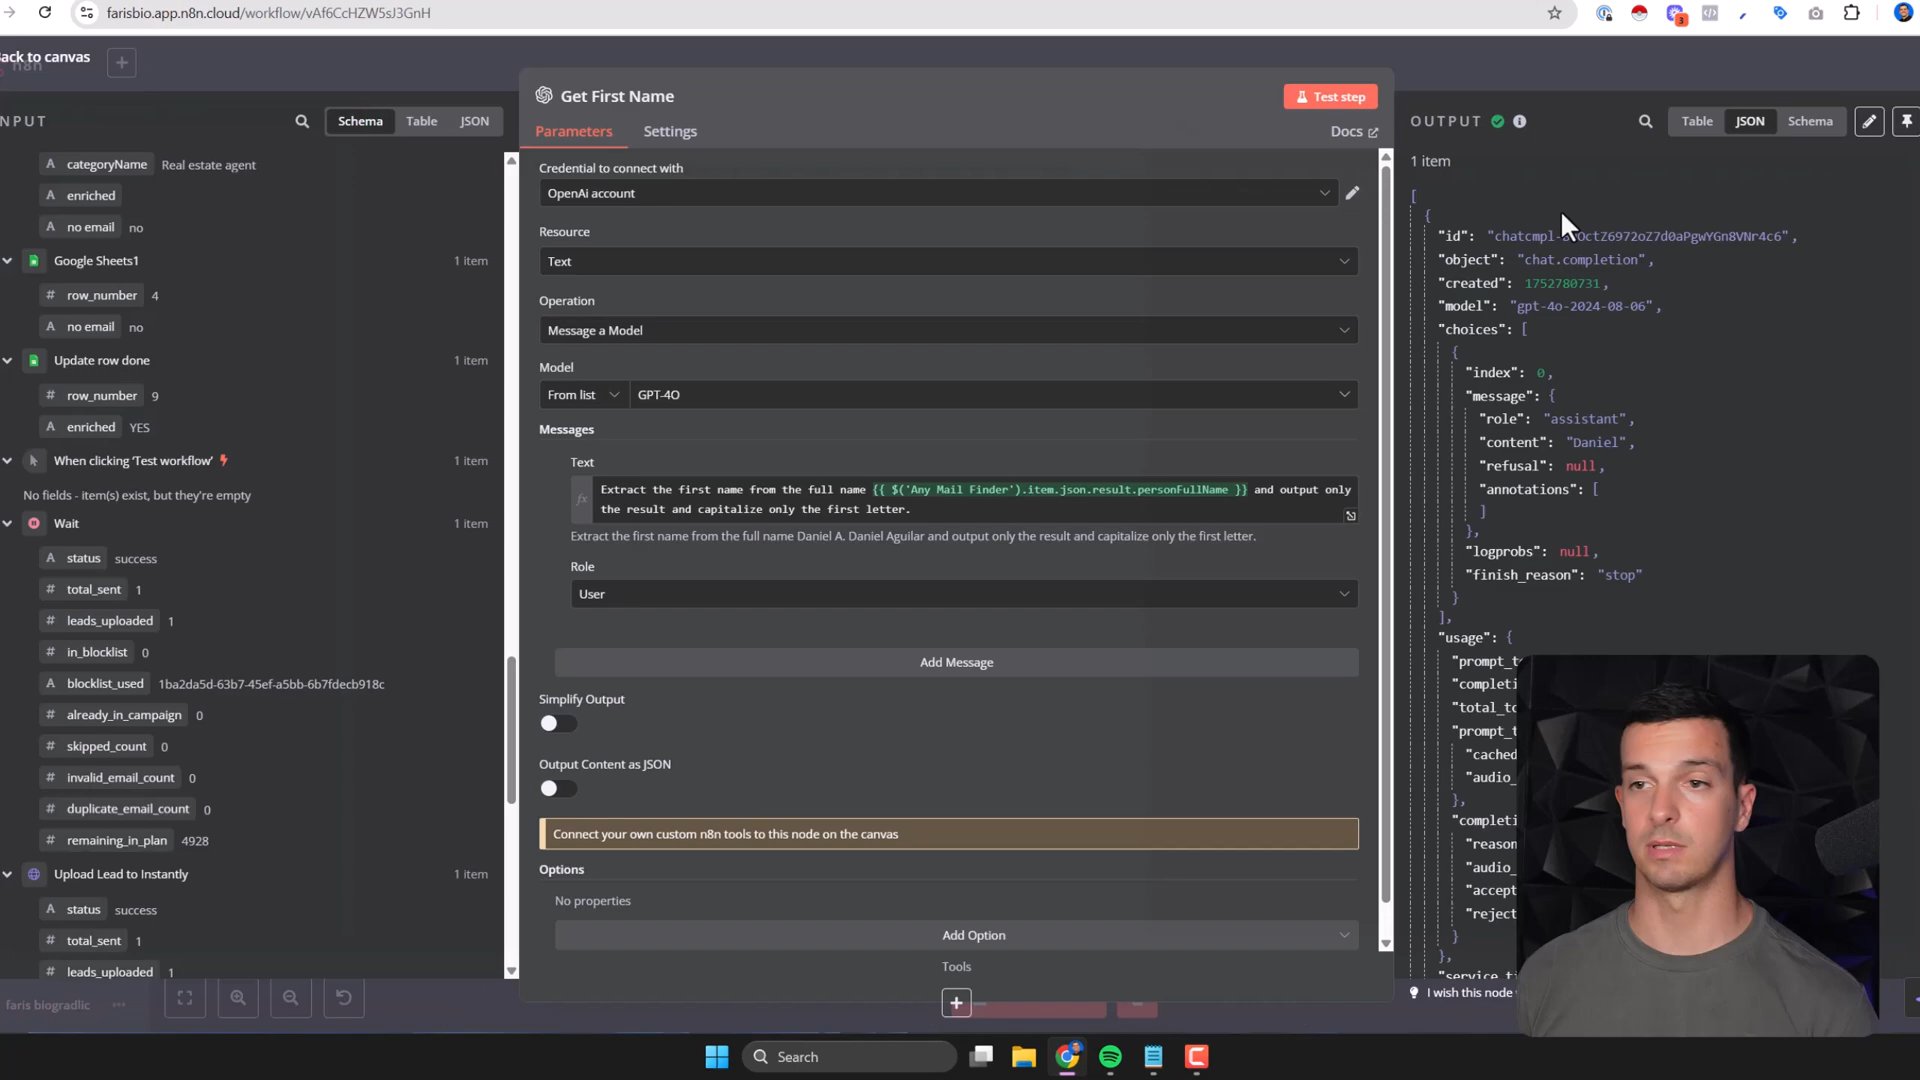 farisbio.app.n8n.cloud/workflow/vAf6CcHZW5sJ3GnH
3
Back to canvas
n8n
INPUT
Schema
Table
JSON
categoryName
Real estate agent
enriched
no email
no
Google Sheets1
1 item
row_number
4
no email
no
Update row done
1 item
row_number
9
enriched
YES
When clicking ‘Test workflow’
1 item
No fields - item(s) exist, but they're empty
Wait
1 item
status
success
total_sent
1
leads_uploaded
1
in_blocklist
0
blocklist_used
1ba2da5d-63b7-45ef-a5bb-6b7fdecb918c
already_in_campaign
0
skipped_count
0
invalid_email_count
0
duplicate_email_count
0
remaining_in_plan
4928
Upload Lead to Instantly
1 item
status
success
total_sent
1
leads_uploaded
1
faris biogradlic
Get First Name
Test step
Parameters
Settings
Docs
Credential to connect with
OpenAi account
Resource
Text
Operation
Message a Model
Model
From list
GPT-4O
Messages
Text
fx
Extract the first name from the full name {{ $('Any Mail Finder').item.json.result.personFullName }} and output only
the result and capitalize only the first letter.
Extract the first name from the full name Daniel A. Daniel Aguilar and output only the result and capitalize only the first letter.
Role
User
Add Message
Simplify Output
Output Content as JSON
Connect your own custom n8n tools to this node on the canvas
Options
No properties
Add Option
Tools
OUTPUT
Table
JSON
Schema
1 item
[
{
"object": "chat.completion",
"created": 1752780731,
"model": "gpt-4o-2024-08-06",
"choices": [
{
"index": 0,
"message": {
"role": "assistant",
"content": "Daniel",
"refusal": null,
"annotations": [
]
},
"logprobs": null,
"finish_reason": "stop"
}
],
"usage": {
I wish this node
Search